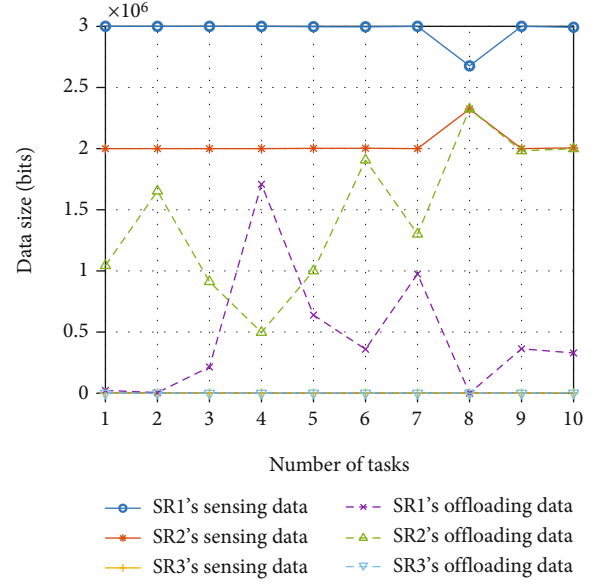 ×10⁶
3
2.5
2
1.5
1
0.5
0
Data size (bits)
1 2 3 4 5 6 7 8 9 10
Number of tasks
SR1's sensing data
SR2's sensing data
SR3's sensing data
SR1's offloading data
SR2's offloading data
SR3's offloading data